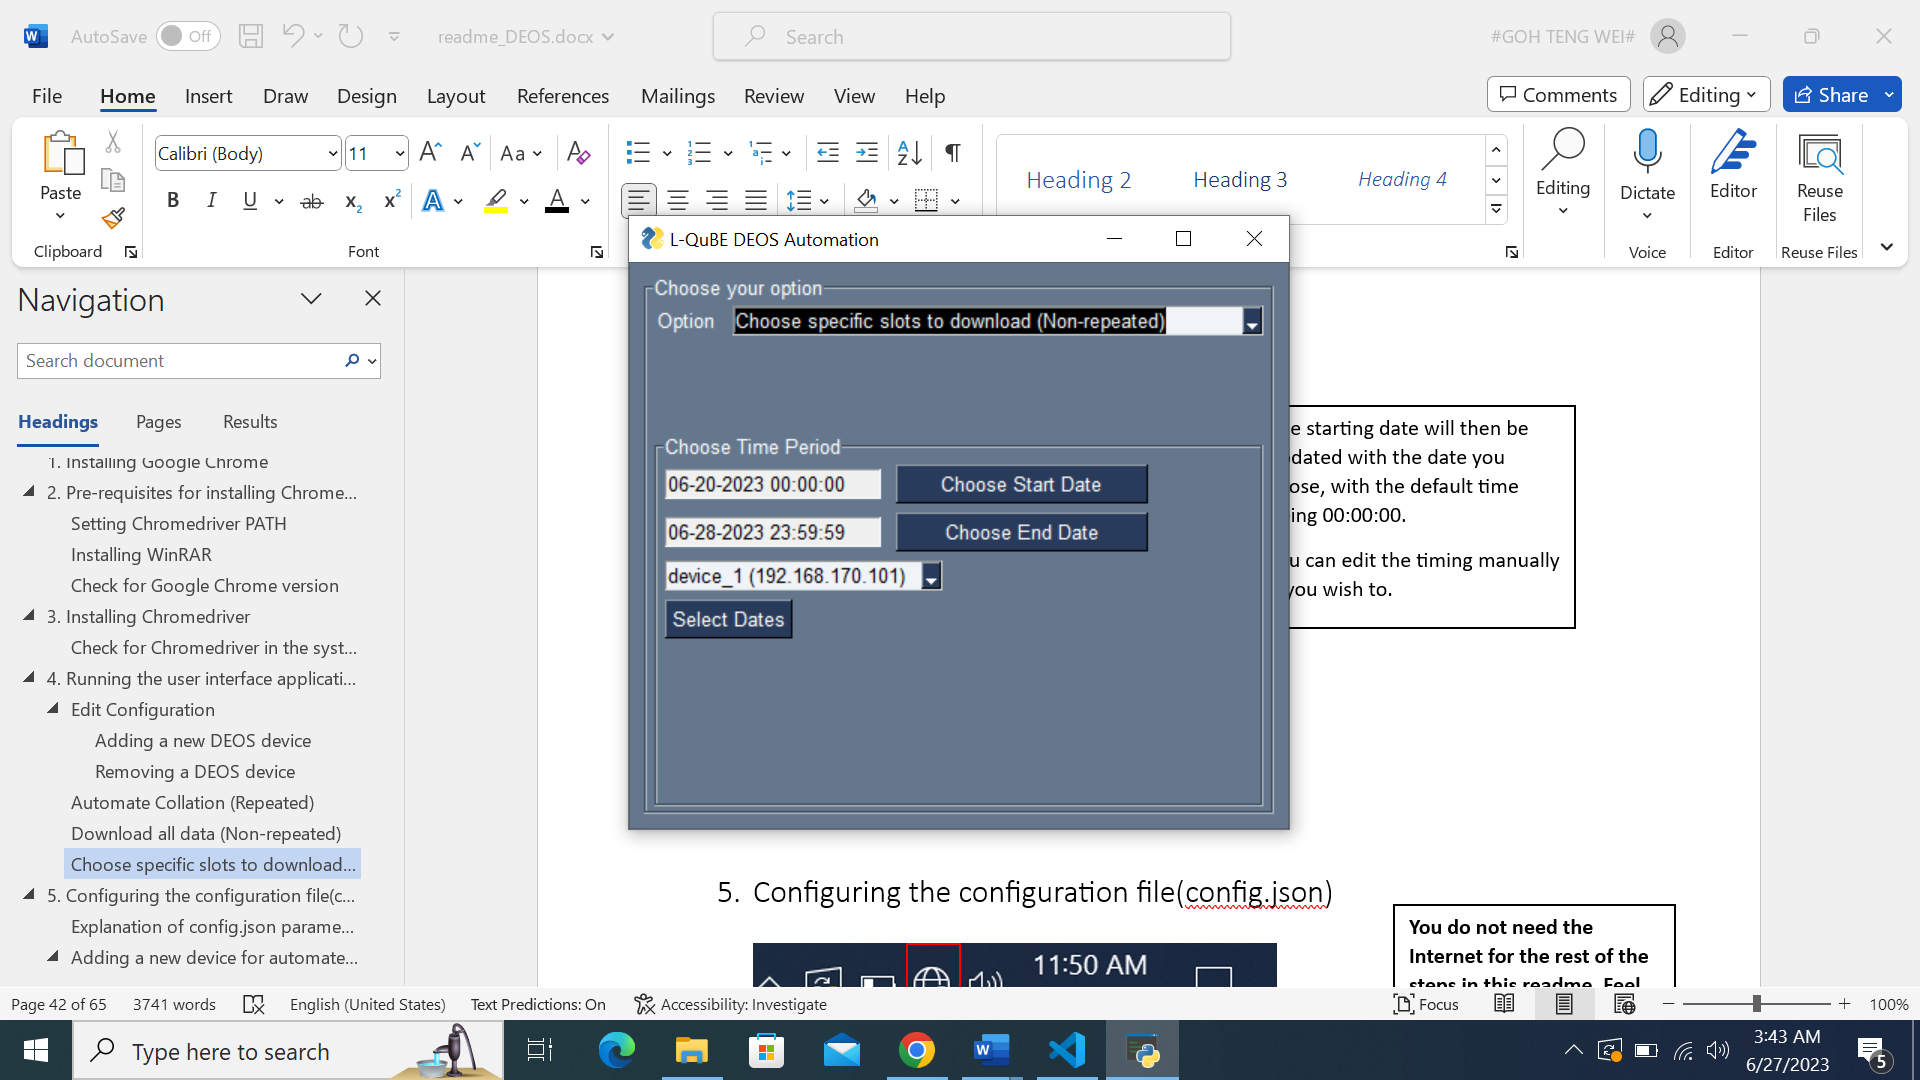 AutoSave Off readme_DEOS.docx Search #GOH TENG WEI#
File Home Insert Draw Design Layout References Mailings Review View Help Comments Editing Share
Paste
Clipboard
Calibri (Body) 11
Font
Heading 2 Heading 3 Heading 4
Editing
Dictate
Voice
Editor
Editor
Reuse
Files
Reuse Files
Navigation
Search document
Headings Pages Results
1. Installing Google Chrome
2. Pre-requisites for installing Chrome...
Setting Chromedriver PATH
Installing WinRAR
Check for Google Chrome version
3. Installing Chromedriver
Check for Chromedriver in the syst...
4. Running the user interface applicati...
Edit Configuration
Adding a new DEOS device
Removing a DEOS device
Automate Collation (Repeated)
Download all data (Non-repeated)
Choose specific slots to download...
5. Configuring the configuration file(c...
Explanation of config.json parame...
Adding a new device for automate...
L-QuBE DEOS Automation
Choose your option
Option Choose specific slots to download (Non-repeated)
Choose Time Period
06-20-2023 00:00:00 Choose Start Date
06-28-2023 23:59:59 Choose End Date
device_1 (192.168.170.101)
Select Dates
e starting date will then be
dated with the date you
ose, with the default time
ing 00:00:00.
u can edit the timing manually
you wish to.
5. Configuring the configuration file(config.json)
11:50 AM
You do not need the
Internet for the rest of the
steps in this readme. Feel
Page 42 of 65 3741 words English (United States) Text Predictions: On Accessibility: Investigate Focus 100%
Type here to search
3:43 AM
6/27/2023
5